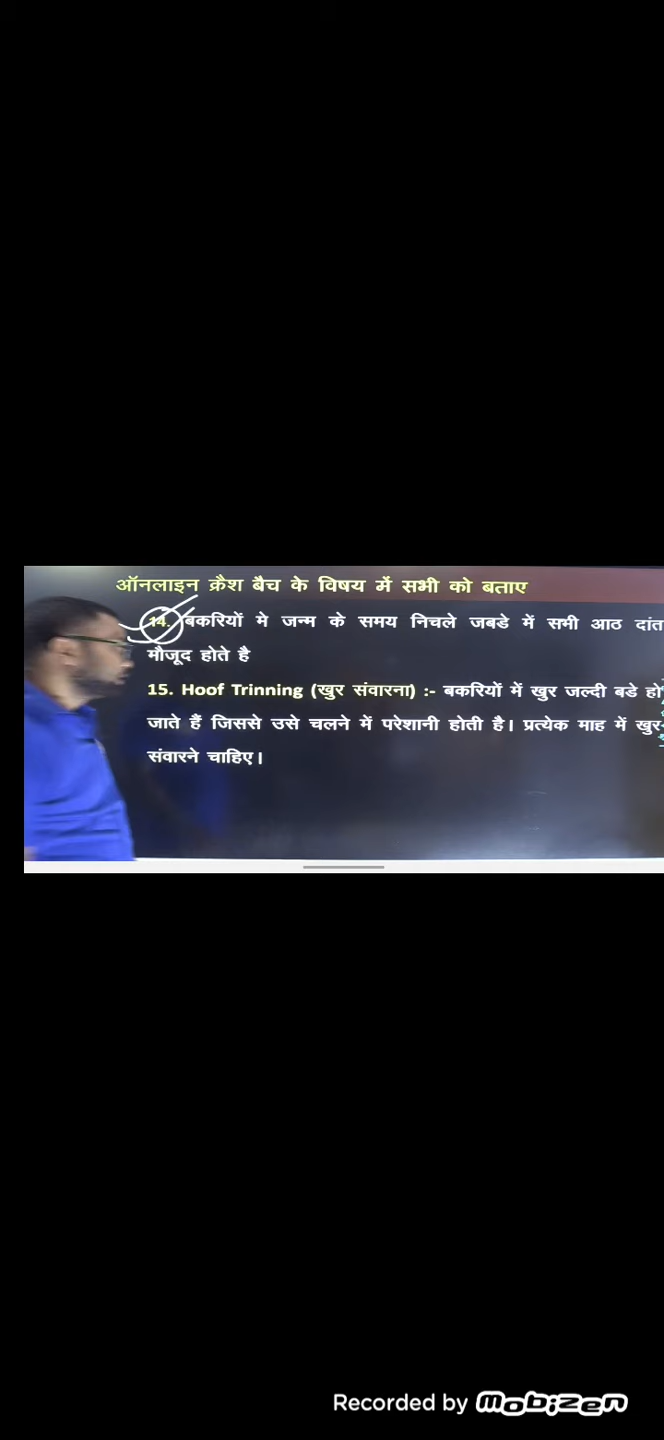 ऑनलाइन क्रैश बैच के विषय में सभी को बताए
14. बकरियों मे जन्म के समय निचले जबडे में सभी आठ दांत
मौजूद होते है
15. Hoof Trinning (खुर संवारना) :- बकरियों में खुर जल्दी बडे हो
जाते हैं जिससे उसे चलने में परेशानी होती है। प्रत्येक माह में खुर
संवारने चाहिए।
Recorded by Mobizen